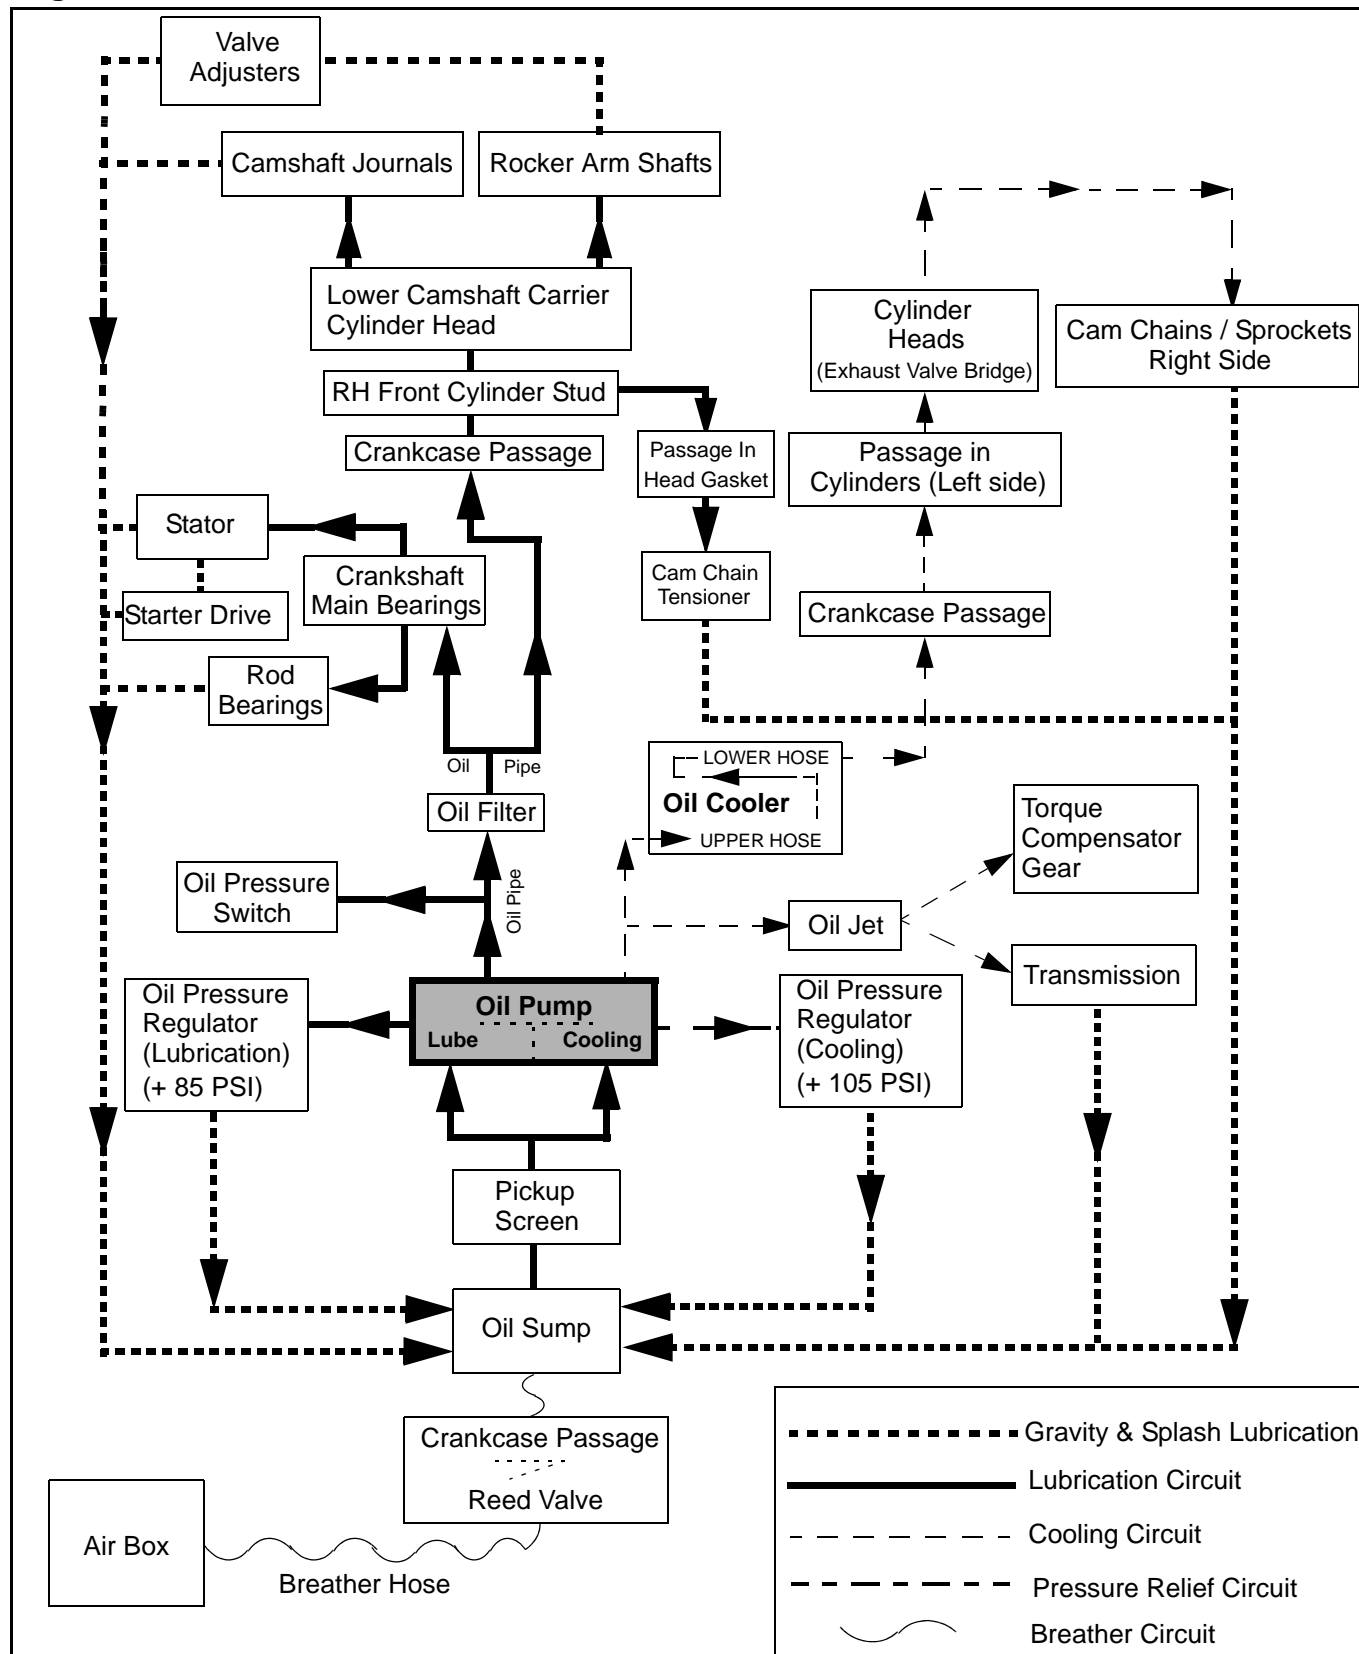 Valve
Adjusters
Camshaft Journals
Rocker Arm Shafts
Lower Camshaft Carrier
Cylinder Head
Cylinder
Heads
(Exhaust Valve Bridge)
Cam Chains / Sprockets
Right Side
RH Front Cylinder Stud
Crankcase Passage
Passage In
Head Gasket
Passage in
Cylinders (Left side)
Stator
Crankshaft
Main Bearings
Cam Chain
Tensioner
Starter Drive
Crankcase Passage
Rod
Bearings
Oil Pipe
LOWER HOSE
Oil Cooler
UPPER HOSE
Oil Filter
Torque
Compensator
Gear
Oil Pressure
Switch
Oil Pipe
Oil Jet
Transmission
Oil Pressure
Regulator
(Lubrication)
(+ 85 PSI)
Oil Pump
Lube Cooling
Oil Pressure
Regulator
(Cooling)
(+ 105 PSI)
Pickup
Screen
Oil Sump
Crankcase Passage
Reed Valve
Air Box
Breather Hose
Gravity & Splash Lubrication
Lubrication Circuit
Cooling Circuit
Pressure Relief Circuit
Breather Circuit